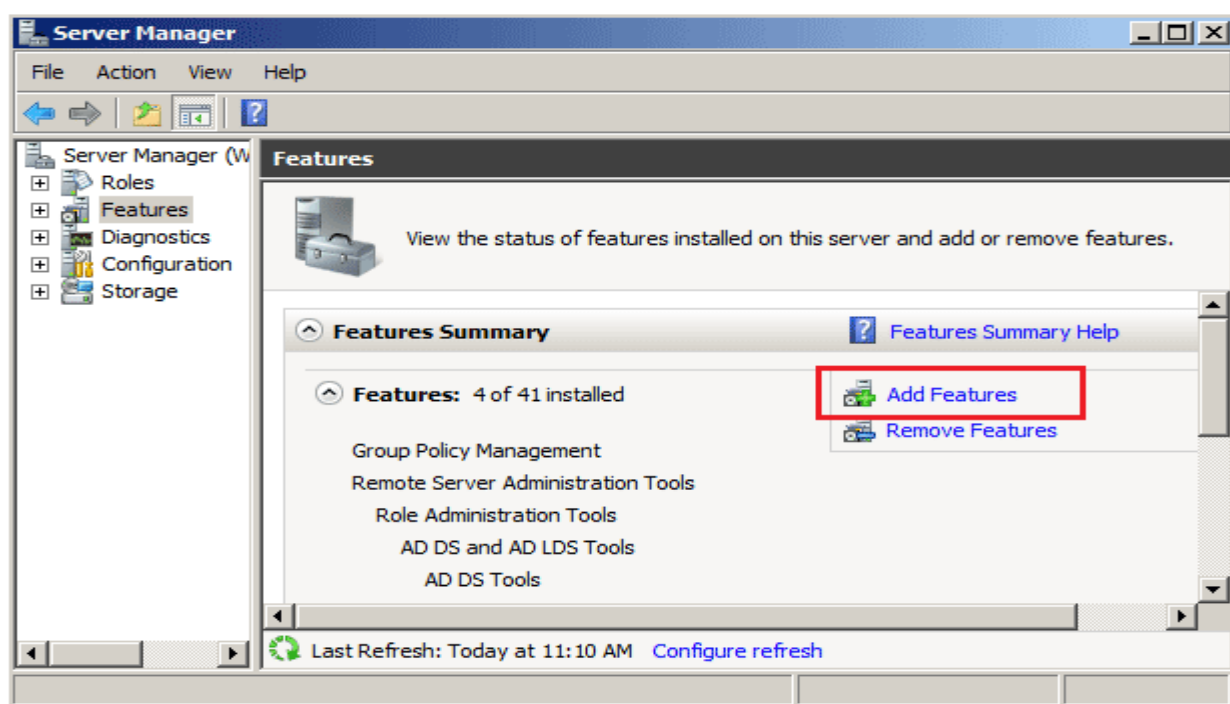 Server Manager
File Action View Help
Server Manager (W
Roles
Features
Diagnostics
Configuration
Storage
Features
View the status of features installed on this server and add or remove features.
Features Summary
Features Summary Help
Features: 4 of 41 installed
Add Features
Remove Features
Group Policy Management
Remote Server Administration Tools
Role Administration Tools
AD DS and AD LDS Tools
AD DS Tools
Last Refresh: Today at 11:10 AM Configure refresh